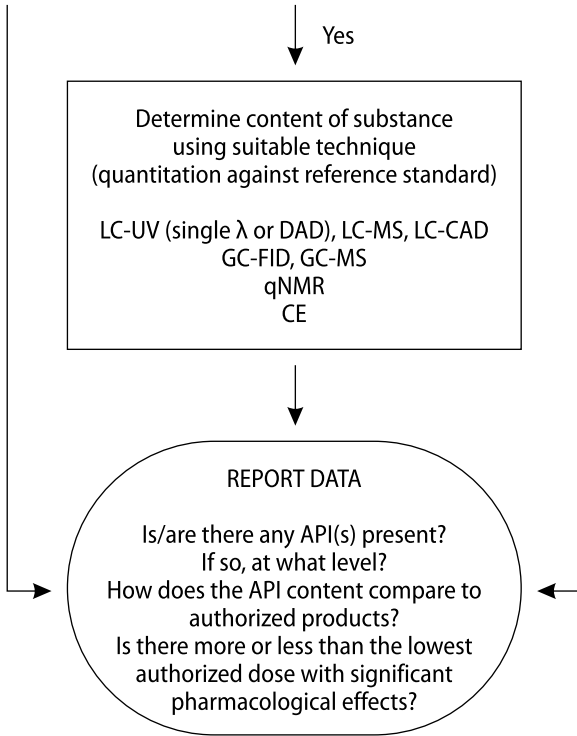 Yes
Determine content of substance
using suitable technique
(quantitation against reference standard)
LC-UV (single λ or DAD), LC-MS, LC-CAD
GC-FID, GC-MS
qNMR
CE
REPORT DATA
Is/are there any API(s) present?
If so, at what level?
How does the API content compare to
authorized products?
Is there more or less than the lowest
authorized dose with significant
pharmacological effects?